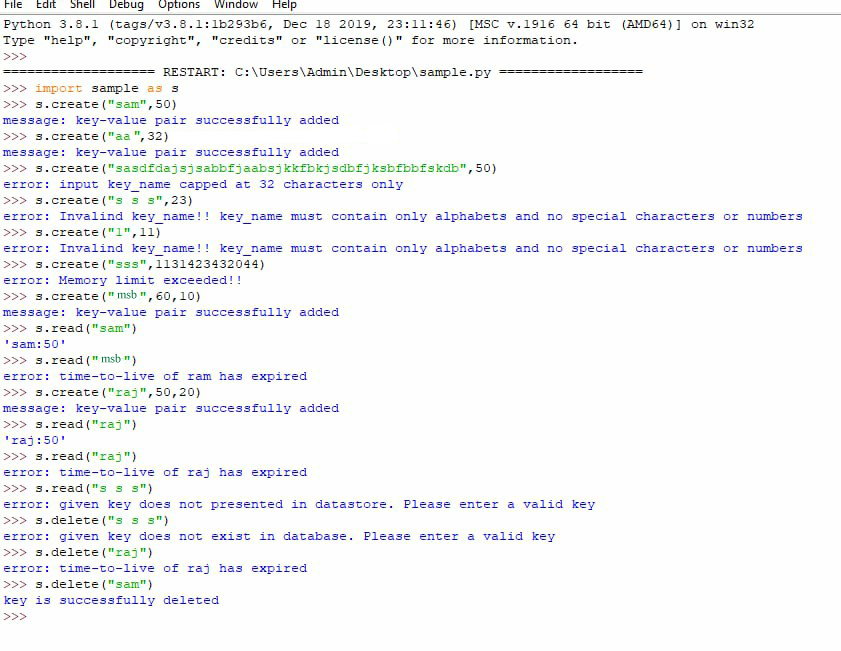 File Edit Shell Debug Options Window Help
Python 3.8.1 (tags/v3.8.1:1b293b6, Dec 18 2019, 23:11:46) [MSC v.1916 64 bit (AMD64)] on win32
Type "help", "copyright", "credits" or "license()" for more information.
>>>
=================== RESTART: C:\Users\Admin\Desktop\sample.py ==================
>>> import sample as s
>>> s.create("sam",50)
message: key-value pair successfully added
>>> s.create("aa",32)
message: key-value pair successfully added
>>> s.create("sasdfdajsjsabbfjaabsjkkfbkjsdbfjksbfbbfskdb",50)
error: input key_name capped at 32 characters only
>>> s.create("s s s",23)
error: Invalind key_name!! key_name must contain only alphabets and no special characters or numbers
>>> s.create("1",11)
error: Invalind key_name!! key_name must contain only alphabets and no special characters or numbers
>>> s.create("sss",1131423432044)
error: Memory limit exceeded!!
>>> s.create("msb",60,10)
message: key-value pair successfully added
>>> s.read("sam")
'sam:50'
>>> s.read("msb")
error: time-to-live of ram has expired
>>> s.create("raj",50,20)
message: key-value pair successfully added
>>> s.read("raj")
'raj:50'
>>> s.read("raj")
error: time-to-live of raj has expired
>>> s.read("s s s")
error: given key does not presented in datastore. Please enter a valid key
>>> s.delete("s s s")
error: given key does not exist in database. Please enter a valid key
>>> s.delete("raj")
error: time-to-live of raj has expired
>>> s.delete("sam")
key is successfully deleted
>>>